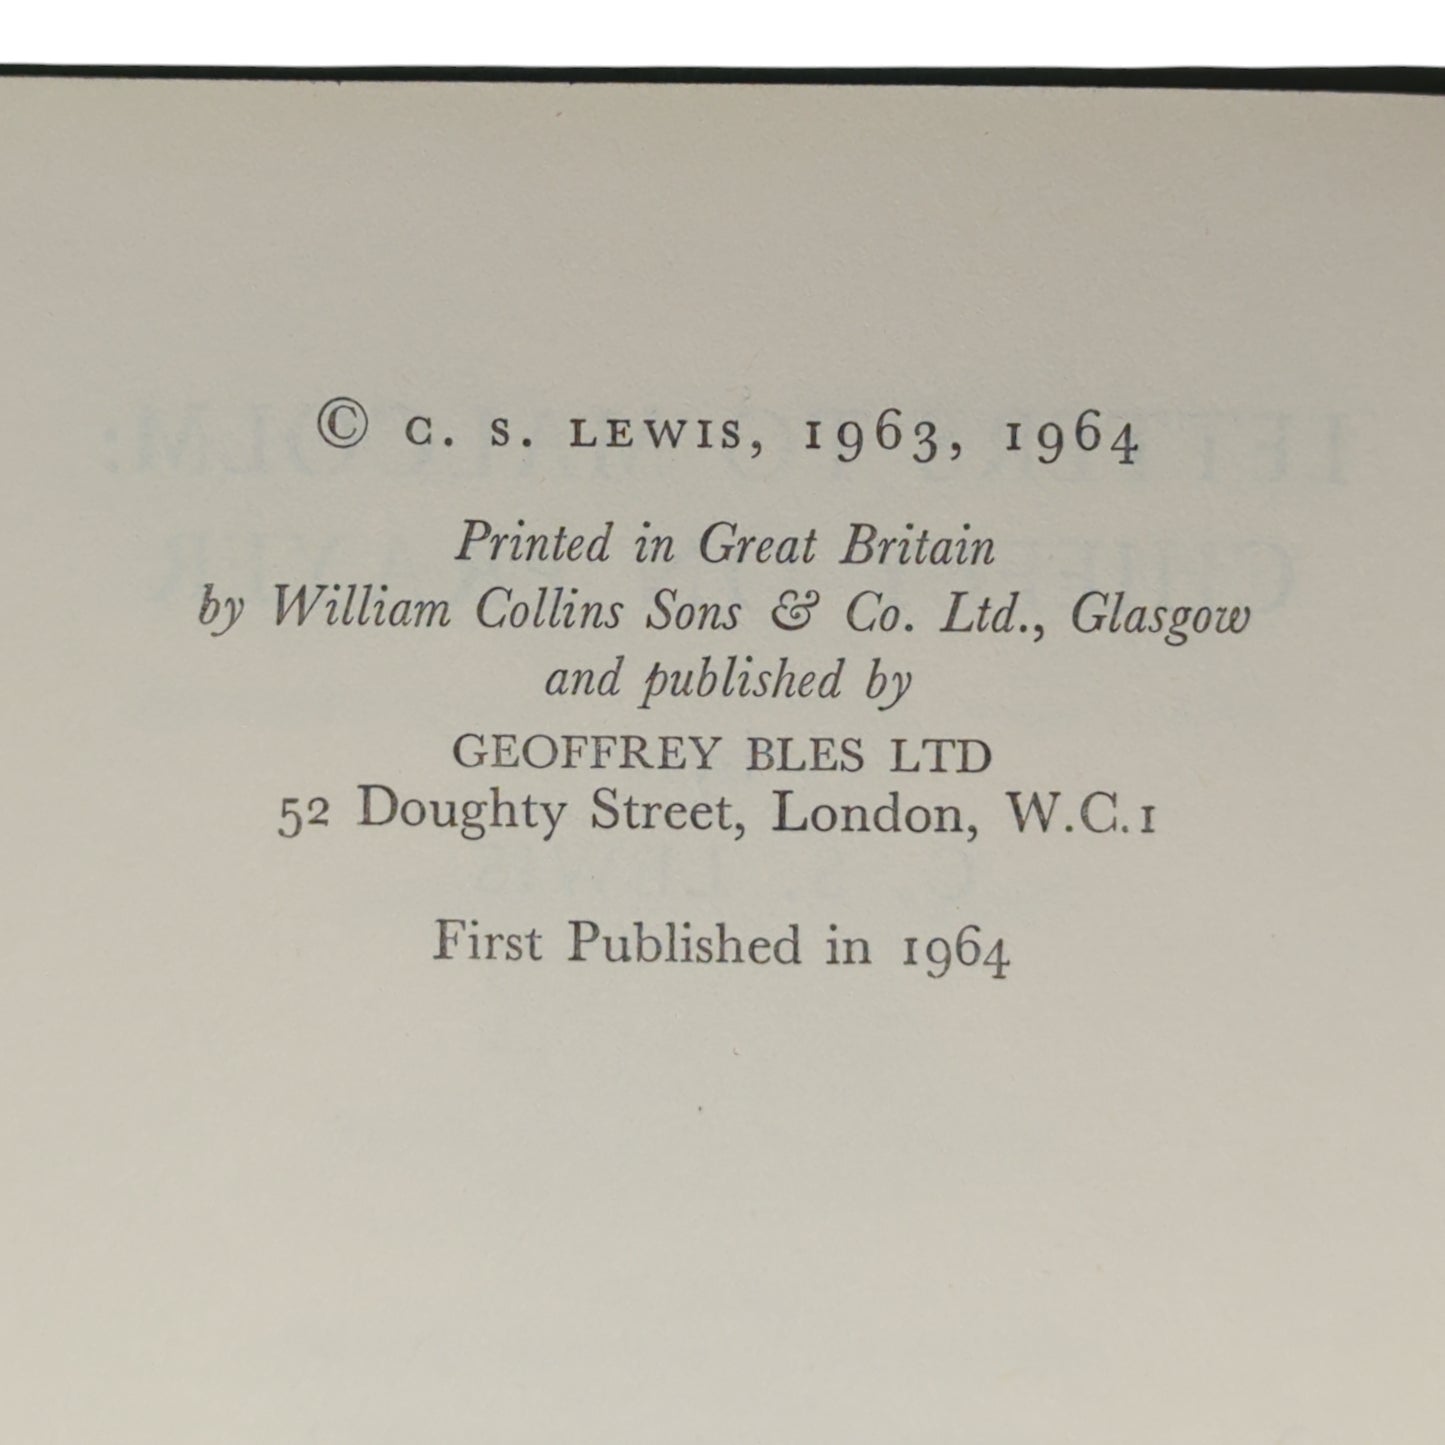 © C. S. LEWIS, 1963, 1964
Printed in Great Britain
by William Collins Sons & Co. Ltd., Glasgow
and published by
GEOFFREY BLES LTD
52 Doughty Street, London, W.C.1
First Published in 1964